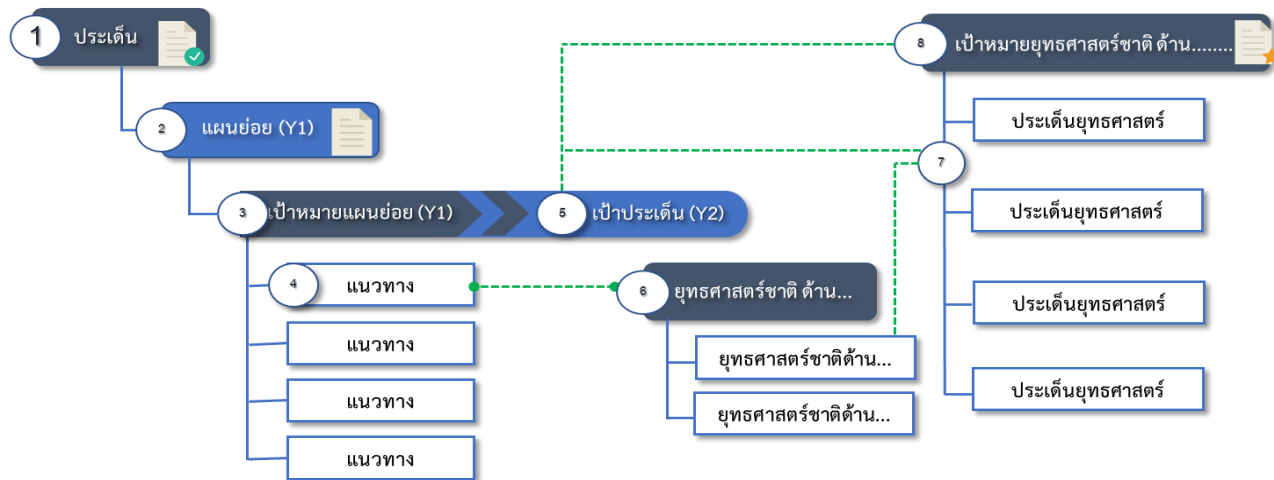 1 ประเด็น
2 แผนย่อย (Y1)
3 เป้าหมายแผนย่อย (Y1)
5 เป้าประเด็น (Y2)
4 แนวทาง
แนวทาง
แนวทาง
แนวทาง
6 ยุทธศาสตร์ชาติ ด้าน...
ยุทธศาสตร์ชาติด้าน...
ยุทธศาสตร์ชาติด้าน...
8 เป้าหมายยุทธศาสตร์ชาติ ด้าน........
ประเด็นยุทธศาสตร์
7
ประเด็นยุทธศาสตร์
ประเด็นยุทธศาสตร์
ประเด็นยุทธศาสตร์